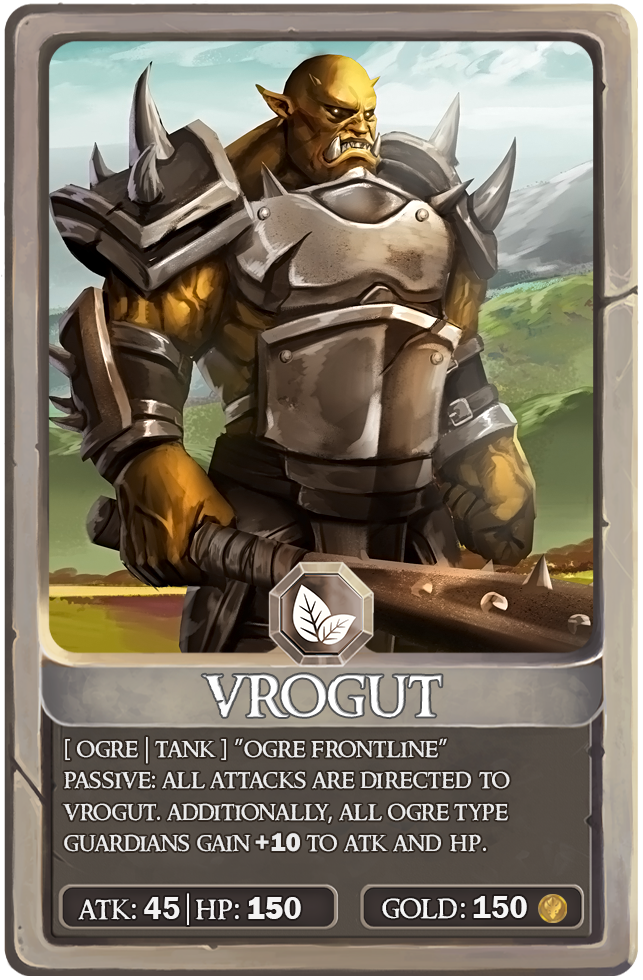 VROGUT
[ OGRE | TANK ] "OGRE FRONTLINE"
PASSIVE: ALL ATTACKS ARE DIRECTED TO
VROGUT. ADDITIONALLY, ALL OGRE TYPE
GUARDIANS GAIN +10 TO ATK AND HP.
ATK: 45 | HP: 150
GOLD: 150